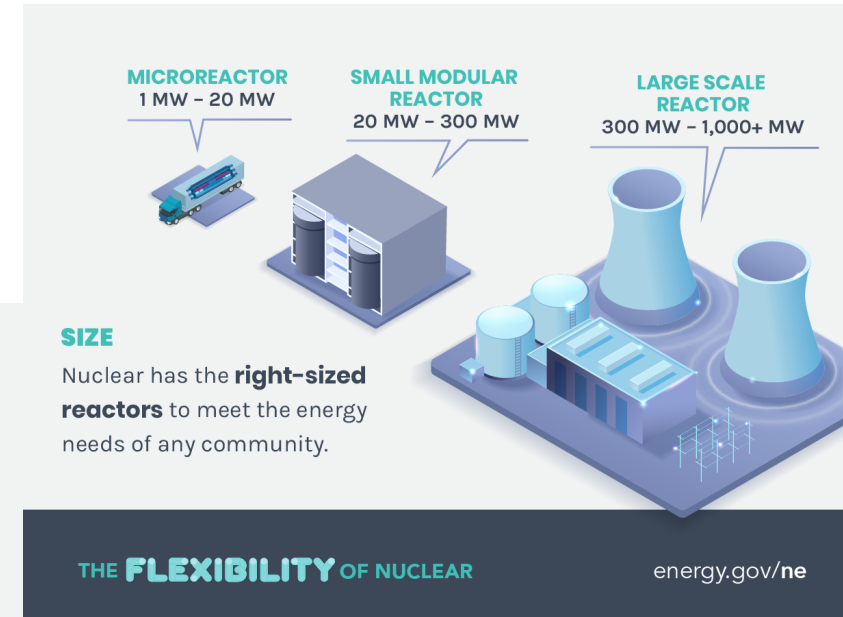 MICROREACTOR
1 MW – 20 MW
SMALL MODULAR
REACTOR
20 MW – 300 MW
LARGE SCALE
REACTOR
300 MW – 1,000+ MW
SIZE
Nuclear has the right-sized
reactors to meet the energy
needs of any community.
THE FLEXIBILITY OF NUCLEAR
energy.gov/ne